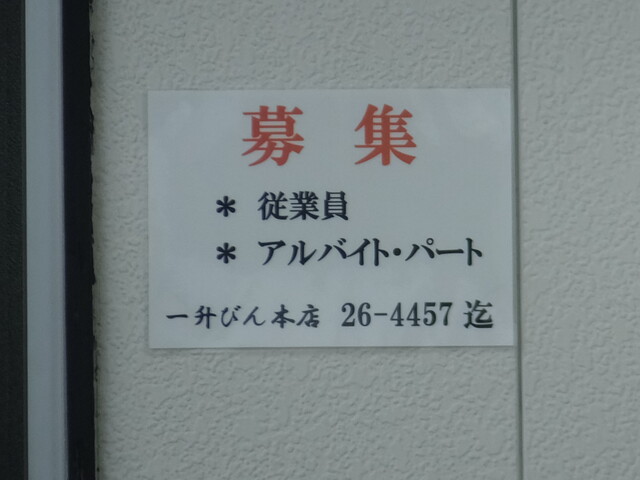 募集
＊ 従業員
＊ アルバイト・パート
一升びん本店 26-4457 迄